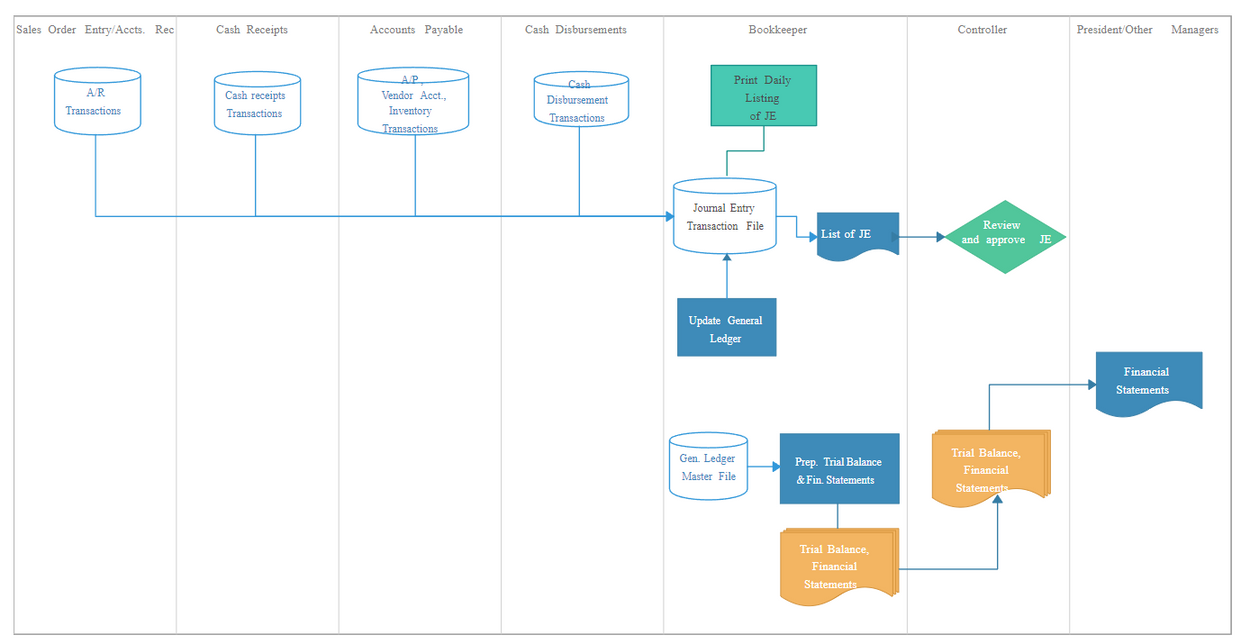 Sales Order Entry/Accts. Rec
Cash Receipts
Accounts Payable
Cash Disbursements
Bookkeeper
Controller
President/Other Managers
A/R
Transactions
Cash receipts
Transactions
A/P,
Vendor Acct.,
Inventory
Transactions
Cash
Disbursement
Transactions
Print Daily
Listing
of JE
Journal Entry
Transaction File
List of JE
Review
and approve JE
Update General
Ledger
Financial
Statements
Gen. Ledger
Master File
Prep. Trial Balance
& Fin. Statements
Trial Balance,
Financial
Statements
Trial Balance,
Financial
Statements